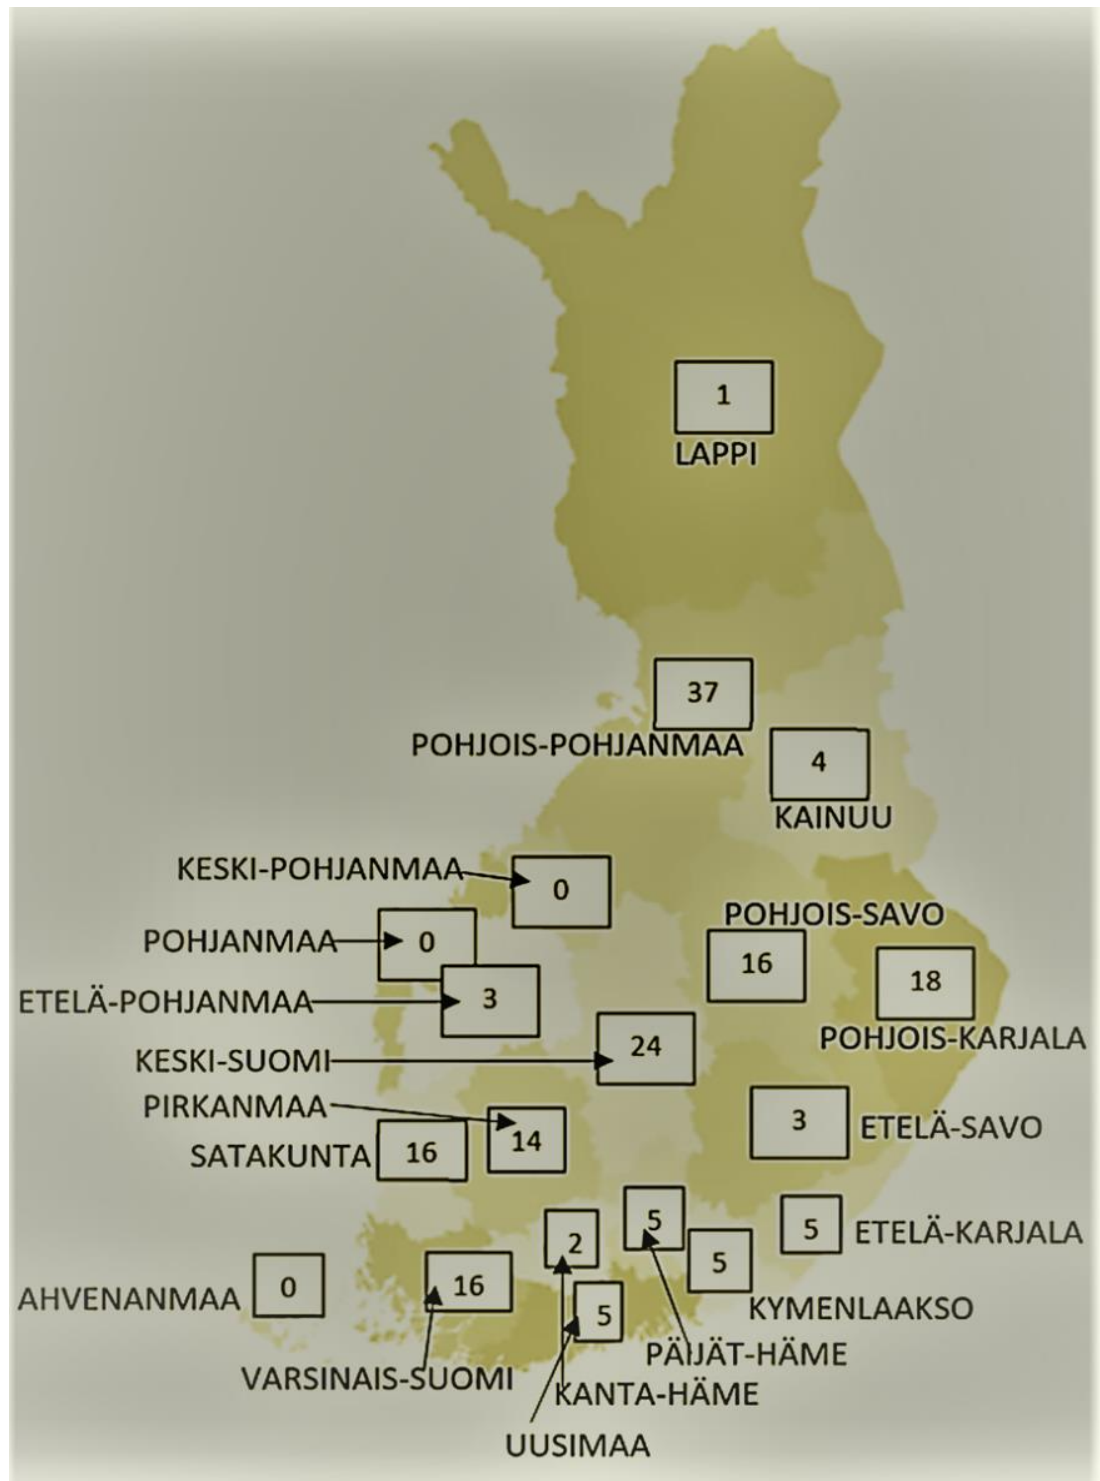 1
LAPPI
37
POHJOIS-POHJANMAA
4
KAINUU
KESKI-POHJANMAA
0
POHJOIS-SAVO
POHJANMAA
0
16
18
ETELÄ-POHJANMAA
3
POHJOIS-KARJALA
KESKI-SUOMI
24
PIRKANMAA
14
3
ETELÄ-SAVO
SATAKUNTA
16
5
5
ETELÄ-KARJALA
2
5
KYMENLAAKSO
AHVENANMAA
0
16
5
PÄIJÄT-HÄME
VARSINAIS-SUOMI
KANTA-HÄME
UUSIMAA